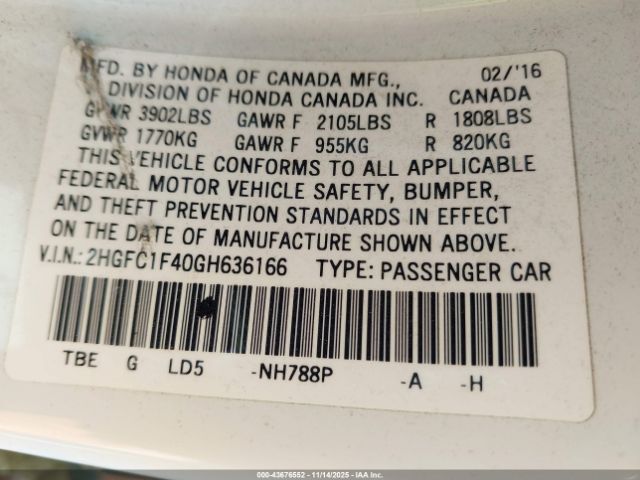 MFD. BY HONDA OF CANADA MFG., 02/'16
DIVISION OF HONDA CANADA INC. CANADA
GVWR 3902LBS GAWR F 2105LBS R 1808LBS
GVWR 1770KG GAWR F 955KG R 820KG
THIS VEHICLE CONFORMS TO ALL APPLICABLE
FEDERAL MOTOR VEHICLE SAFETY, BUMPER,
AND THEFT PREVENTION STANDARDS IN EFFECT
ON THE DATE OF MANUFACTURE SHOWN ABOVE.
V.I.N.: 2HGFC1F40GH636166 TYPE: PASSENGER CAR
TBE G LD5 -NH788P -A -H
000-43676552 - 11/14/2025 - IAA Inc.